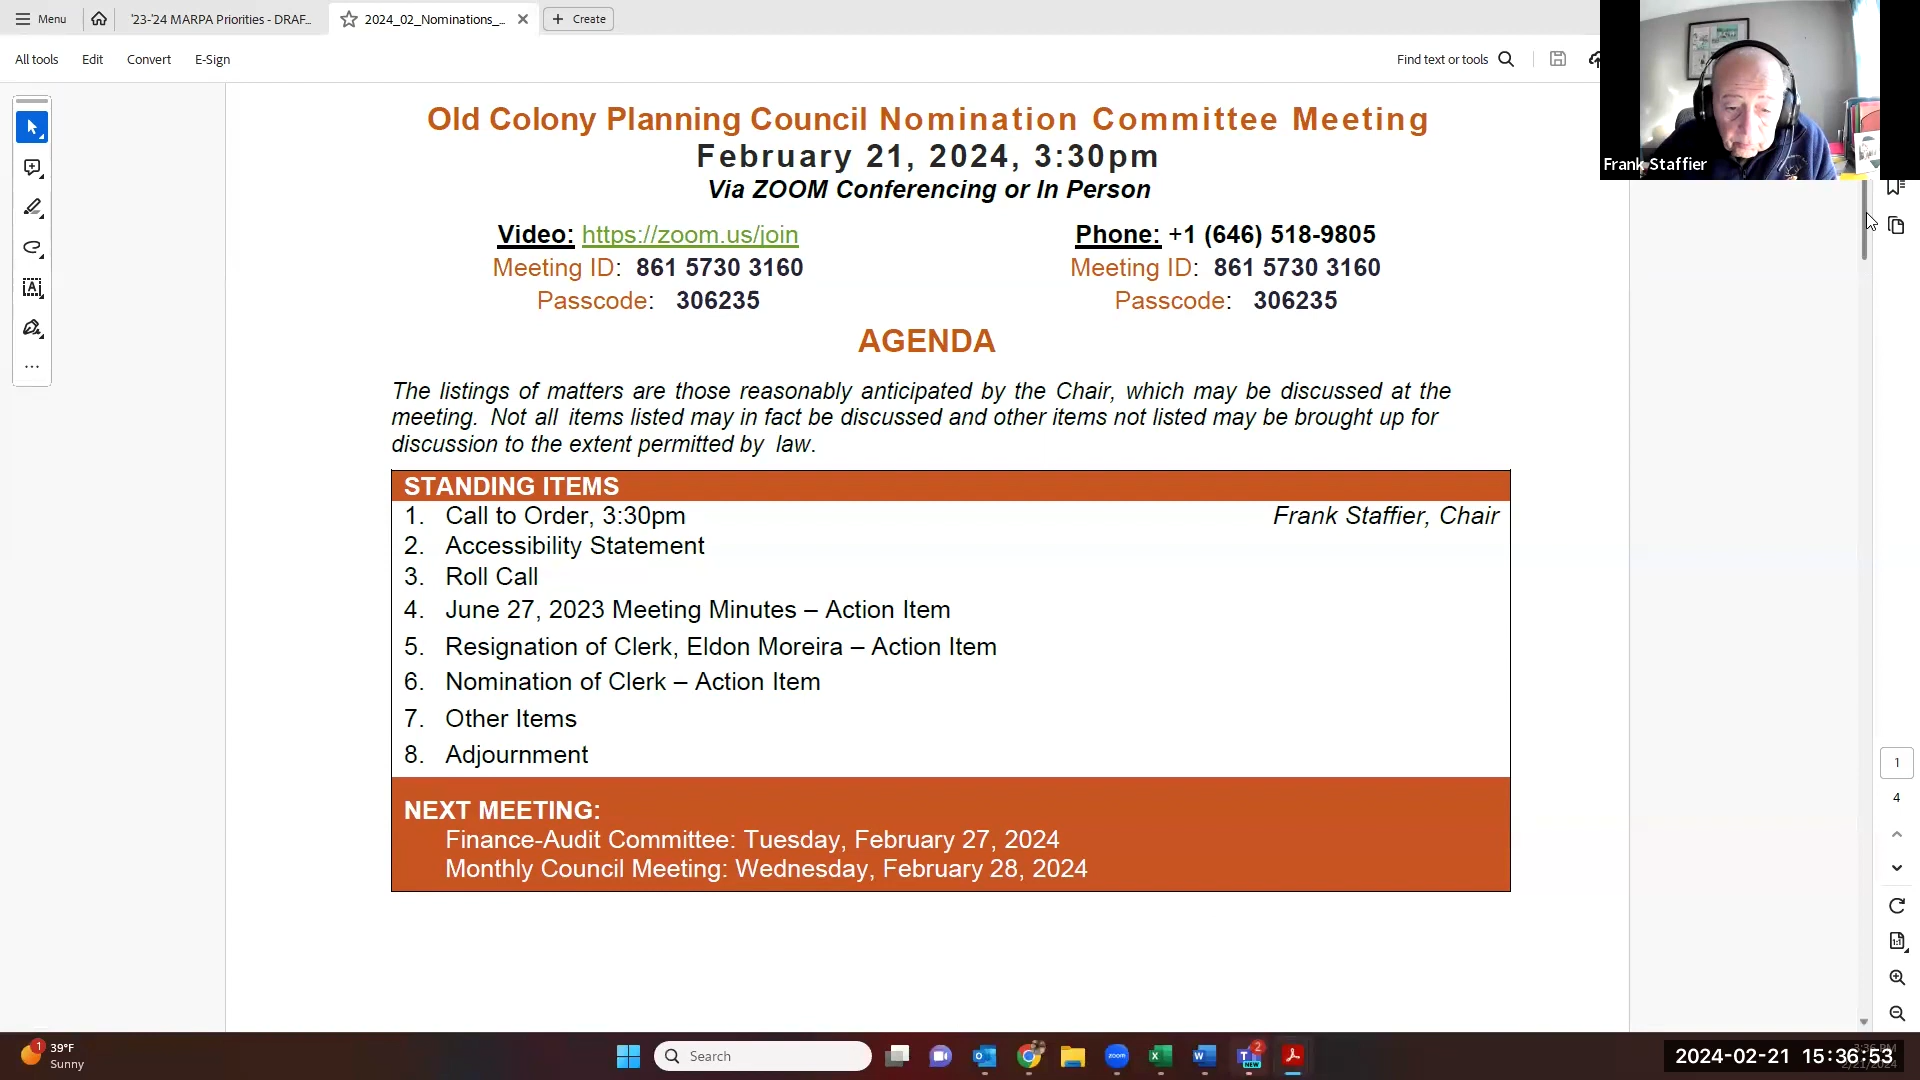 Menu
'23-'24 MARPA Priorities - DRAF...
2024_02_Nominations_...
Create
All tools
Edit
Convert
E-Sign
Find text or tools
Frank Staffier
Old Colony Planning Council Nomination Committee Meeting
February 21, 2024, 3:30pm
Via ZOOM Conferencing or In Person
Video: https://zoom.us/join
Phone: +1 (646) 518-9805
Meeting ID: 861 5730 3160
Meeting ID: 861 5730 3160
Passcode: 306235
Passcode: 306235
AGENDA
The listings of matters are those reasonably anticipated by the Chair, which may be discussed at the
meeting. Not all items listed may in fact be discussed and other items not listed may be brought up for
discussion to the extent permitted by law.
STANDING ITEMS
1. Call to Order, 3:30pm Frank Staffier, Chair
2. Accessibility Statement
3. Roll Call
4. June 27, 2023 Meeting Minutes – Action Item
5. Resignation of Clerk, Eldon Moreira – Action Item
6. Nomination of Clerk – Action Item
7. Other Items
8. Adjournment
NEXT MEETING:
Finance-Audit Committee: Tuesday, February 27, 2024
Monthly Council Meeting: Wednesday, February 28, 2024
1
4
1
39°F
Sunny
Search
zoom
2
NEW
2024-02-21 15:36:53